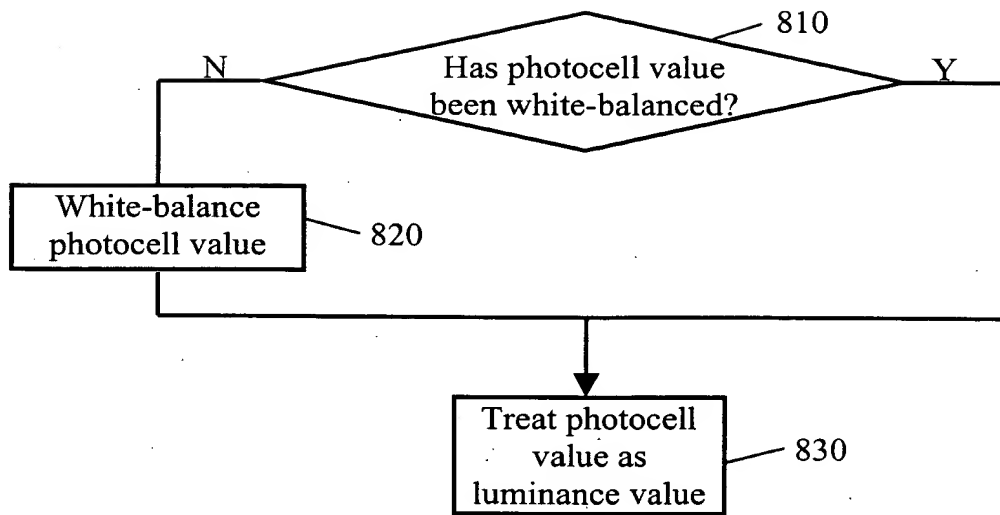 810
N
Has photocell value
been white-balanced?
Y
White-balance
photocell value
820
Treat photocell
value as
luminance value
830